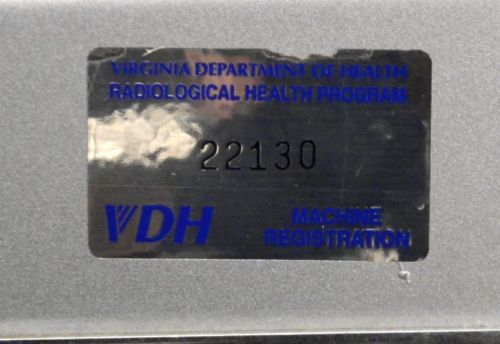 VIRGINIA DEPARTMENT OF HEALTH
RADIOLOGICAL HEALTH PROGRAM
22130
VDH
MACHINE
REGISTRATION